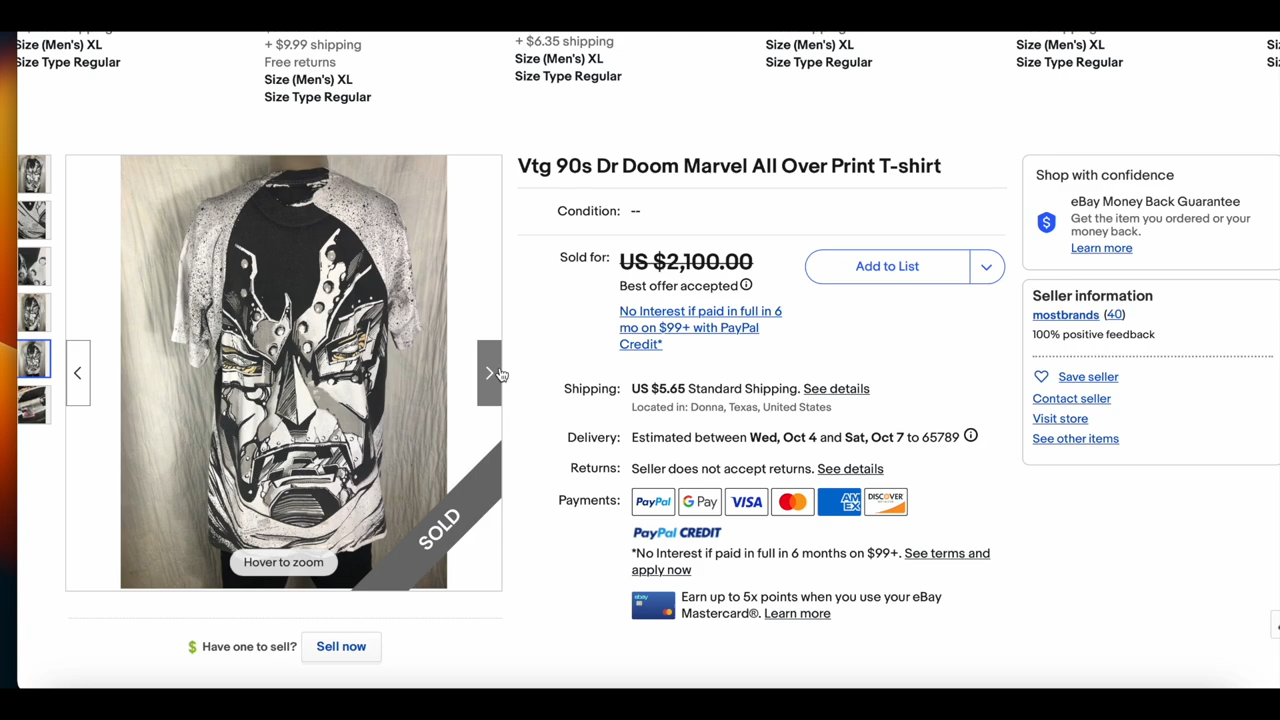 + $9.99 shipping
Free returns
+ $6.35 shipping
Size (Men's) XL
Size Type Regular
Size (Men's) XL
Size Type Regular
Size (Men's) XL
Size Type Regular
Size (Men's) XL
Size Type Regular
Size (Men's) XL
Size Type Regular
Vtg 90s Dr Doom Marvel All Over Print T-shirt
Condition: --
Sold for: US $2,100.00
Best offer accepted
Add to List
No Interest if paid in full in 6
mo on $99+ with PayPal
Credit*
Shipping: US $5.65 Standard Shipping. See details
Located in: Donna, Texas, United States
Delivery: Estimated between Wed, Oct 4 and Sat, Oct 7 to 65789
Returns: Seller does not accept returns. See details
Payments: PayPal G Pay VISA AM EX DISCOVER
PayPal CREDIT
*No Interest if paid in full in 6 months on $99+. See terms and
apply now
ebay
Earn up to 5x points when you use your eBay
Mastercard®. Learn more
Shop with confidence
eBay Money Back Guarantee
Get the item you ordered or your
money back.
Learn more
Seller information
mostbrands (40)
100% positive feedback
Save seller
Contact seller
Visit store
See other items
SOLD
Hover to zoom
Have one to sell? Sell now